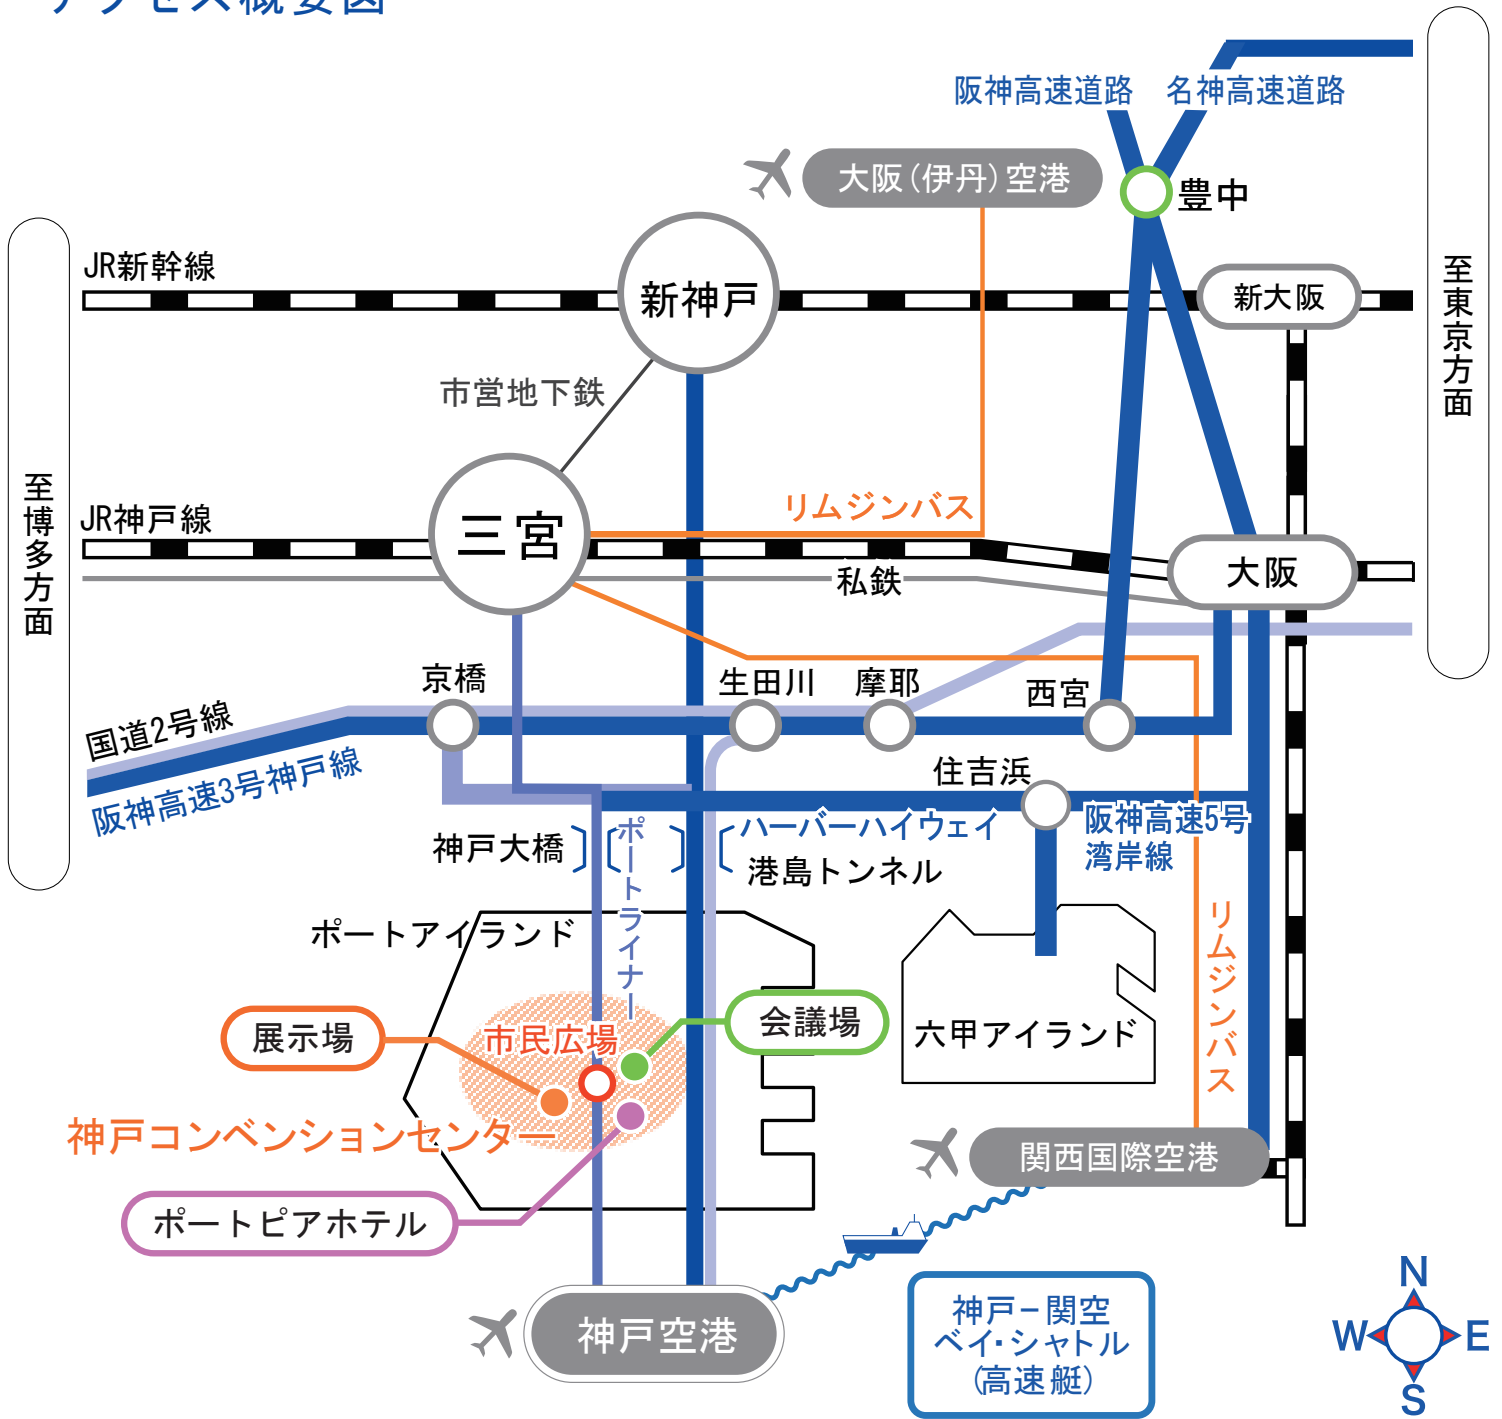 アクセス概要図
阪神高速道路
名神高速道路
大阪(伊丹)空港
豊中
JR新幹線
新神戸
新大阪
至東京方面
市営地下鉄
至博多方面
JR神戸線
三宮
リムジンバス
私鉄
大阪
京橋
生田川
摩耶
西宮
国道2号線
阪神高速3号神戸線
住吉浜
神戸大橋
ポートライナー
ハーバーハイウェイ
港島トンネル
阪神高速5号
湾岸線
ポートアイランド
リムジンバス
展示場
市民広場
会議場
六甲アイランド
神戸コンベンションセンター
関西国際空港
ポートピアホテル
神戸空港
神戸−関空
ベイ・シャトル
(高速艇)
N
W
E
S